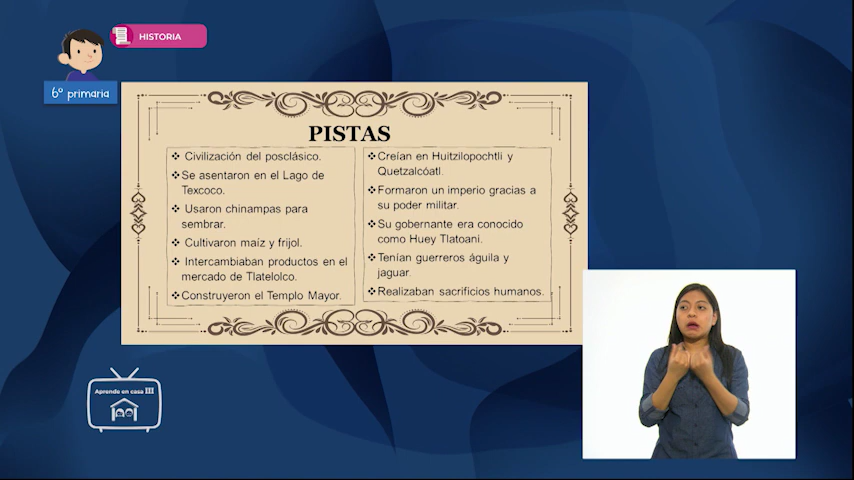 HISTORIA
6º primaria
PISTAS
❖ Civilización del posclásico.
❖ Se asentaron en el Lago de
Texcoco.
❖ Usaron chinampas para
sembrar.
❖ Cultivaron maíz y frijol.
❖ Intercambiaban productos en el
mercado de Tlatelolco.
❖ Construyeron el Templo Mayor.
❖ Creían en Huitzilopochtli y
Quetzalcóatl.
❖ Formaron un imperio gracias a
su poder militar.
❖ Su gobernante era conocido
como Huey Tlatoani.
❖ Tenían guerreros águila y
jaguar.
❖ Realizaban sacrificios humanos.
Aprende en casa III